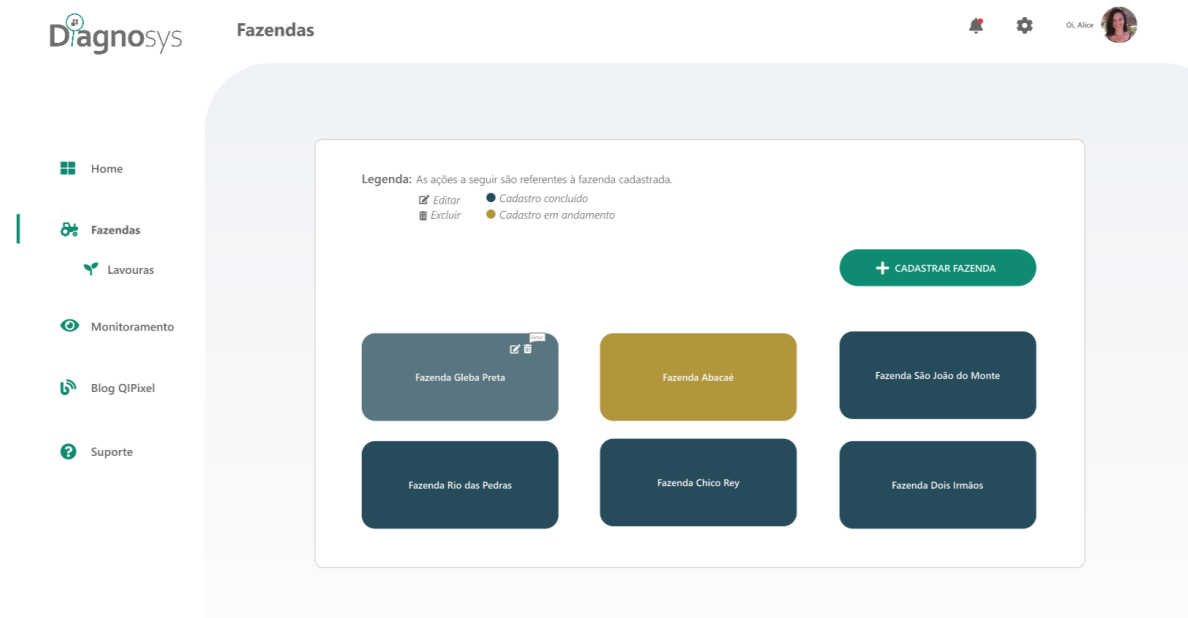 Diagnosys
Fazendas
Oi, Alice
Home
Fazendas
Lavouras
Monitoramento
Blog QIPixel
Suporte
Legenda: As ações a seguir são referentes à fazenda cadastrada.
Editar
Cadastro concluído
Excluir
Cadastro em andamento
CADASTRAR FAZENDA
Fazenda Gleba Preta
Fazenda Abacaé
Fazenda São João do Monte
Fazenda Rio das Pedras
Fazenda Chico Rey
Fazenda Dois Irmãos